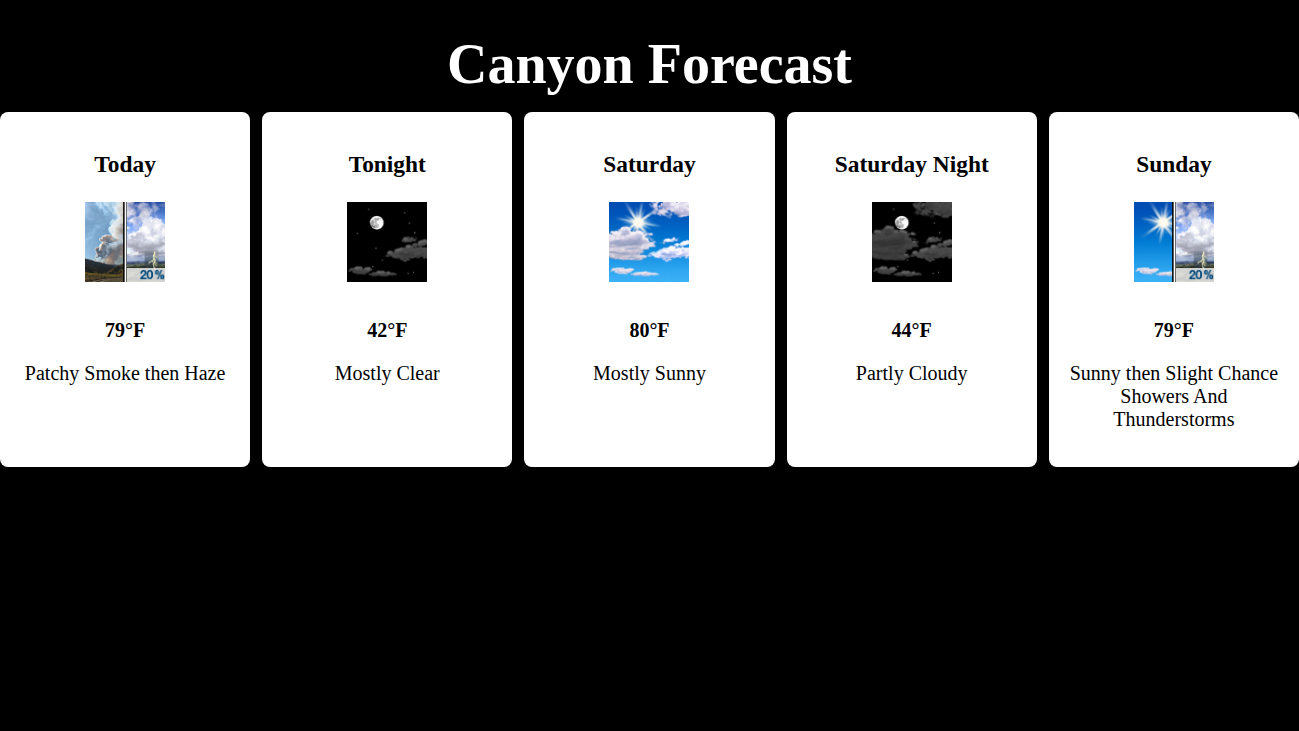 Canyon Forecast
Today
20%
79°F
Patchy Smoke then Haze
Tonight
42°F
Mostly Clear
Saturday
80°F
Mostly Sunny
Saturday Night
44°F
Partly Cloudy
Sunday
20%
79°F
Sunny then Slight Chance
Showers And
Thunderstorms